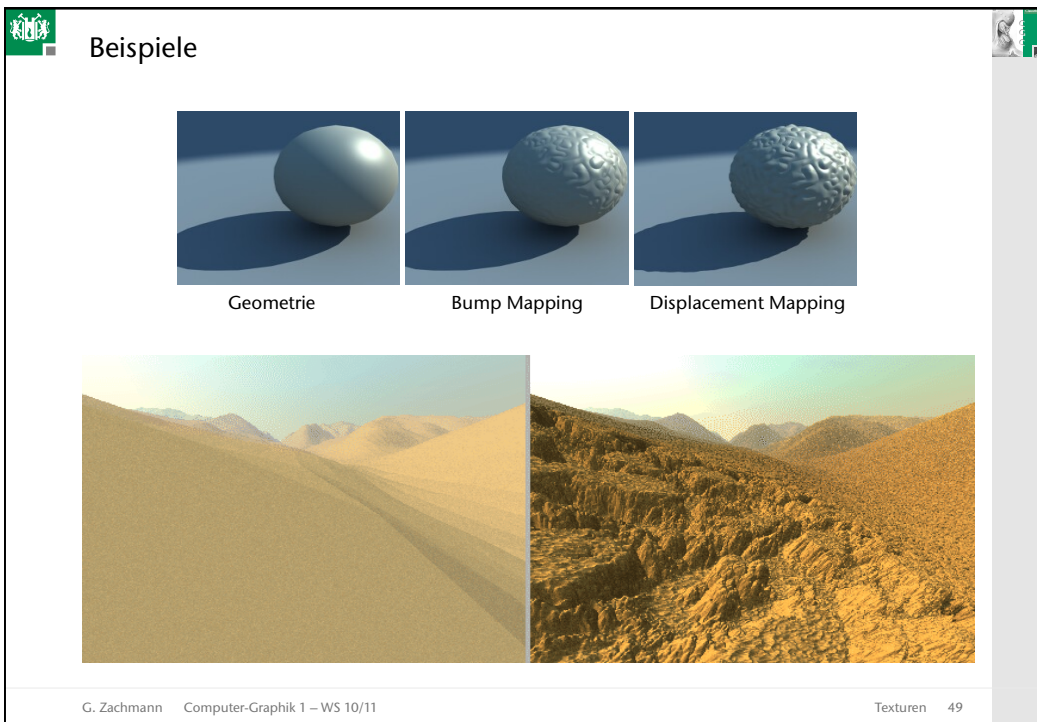 Beispiele
Geometrie Bump Mapping Displacement Mapping
G. Zachmann Computer-Graphik 1 – WS 10/11 Texturen 49